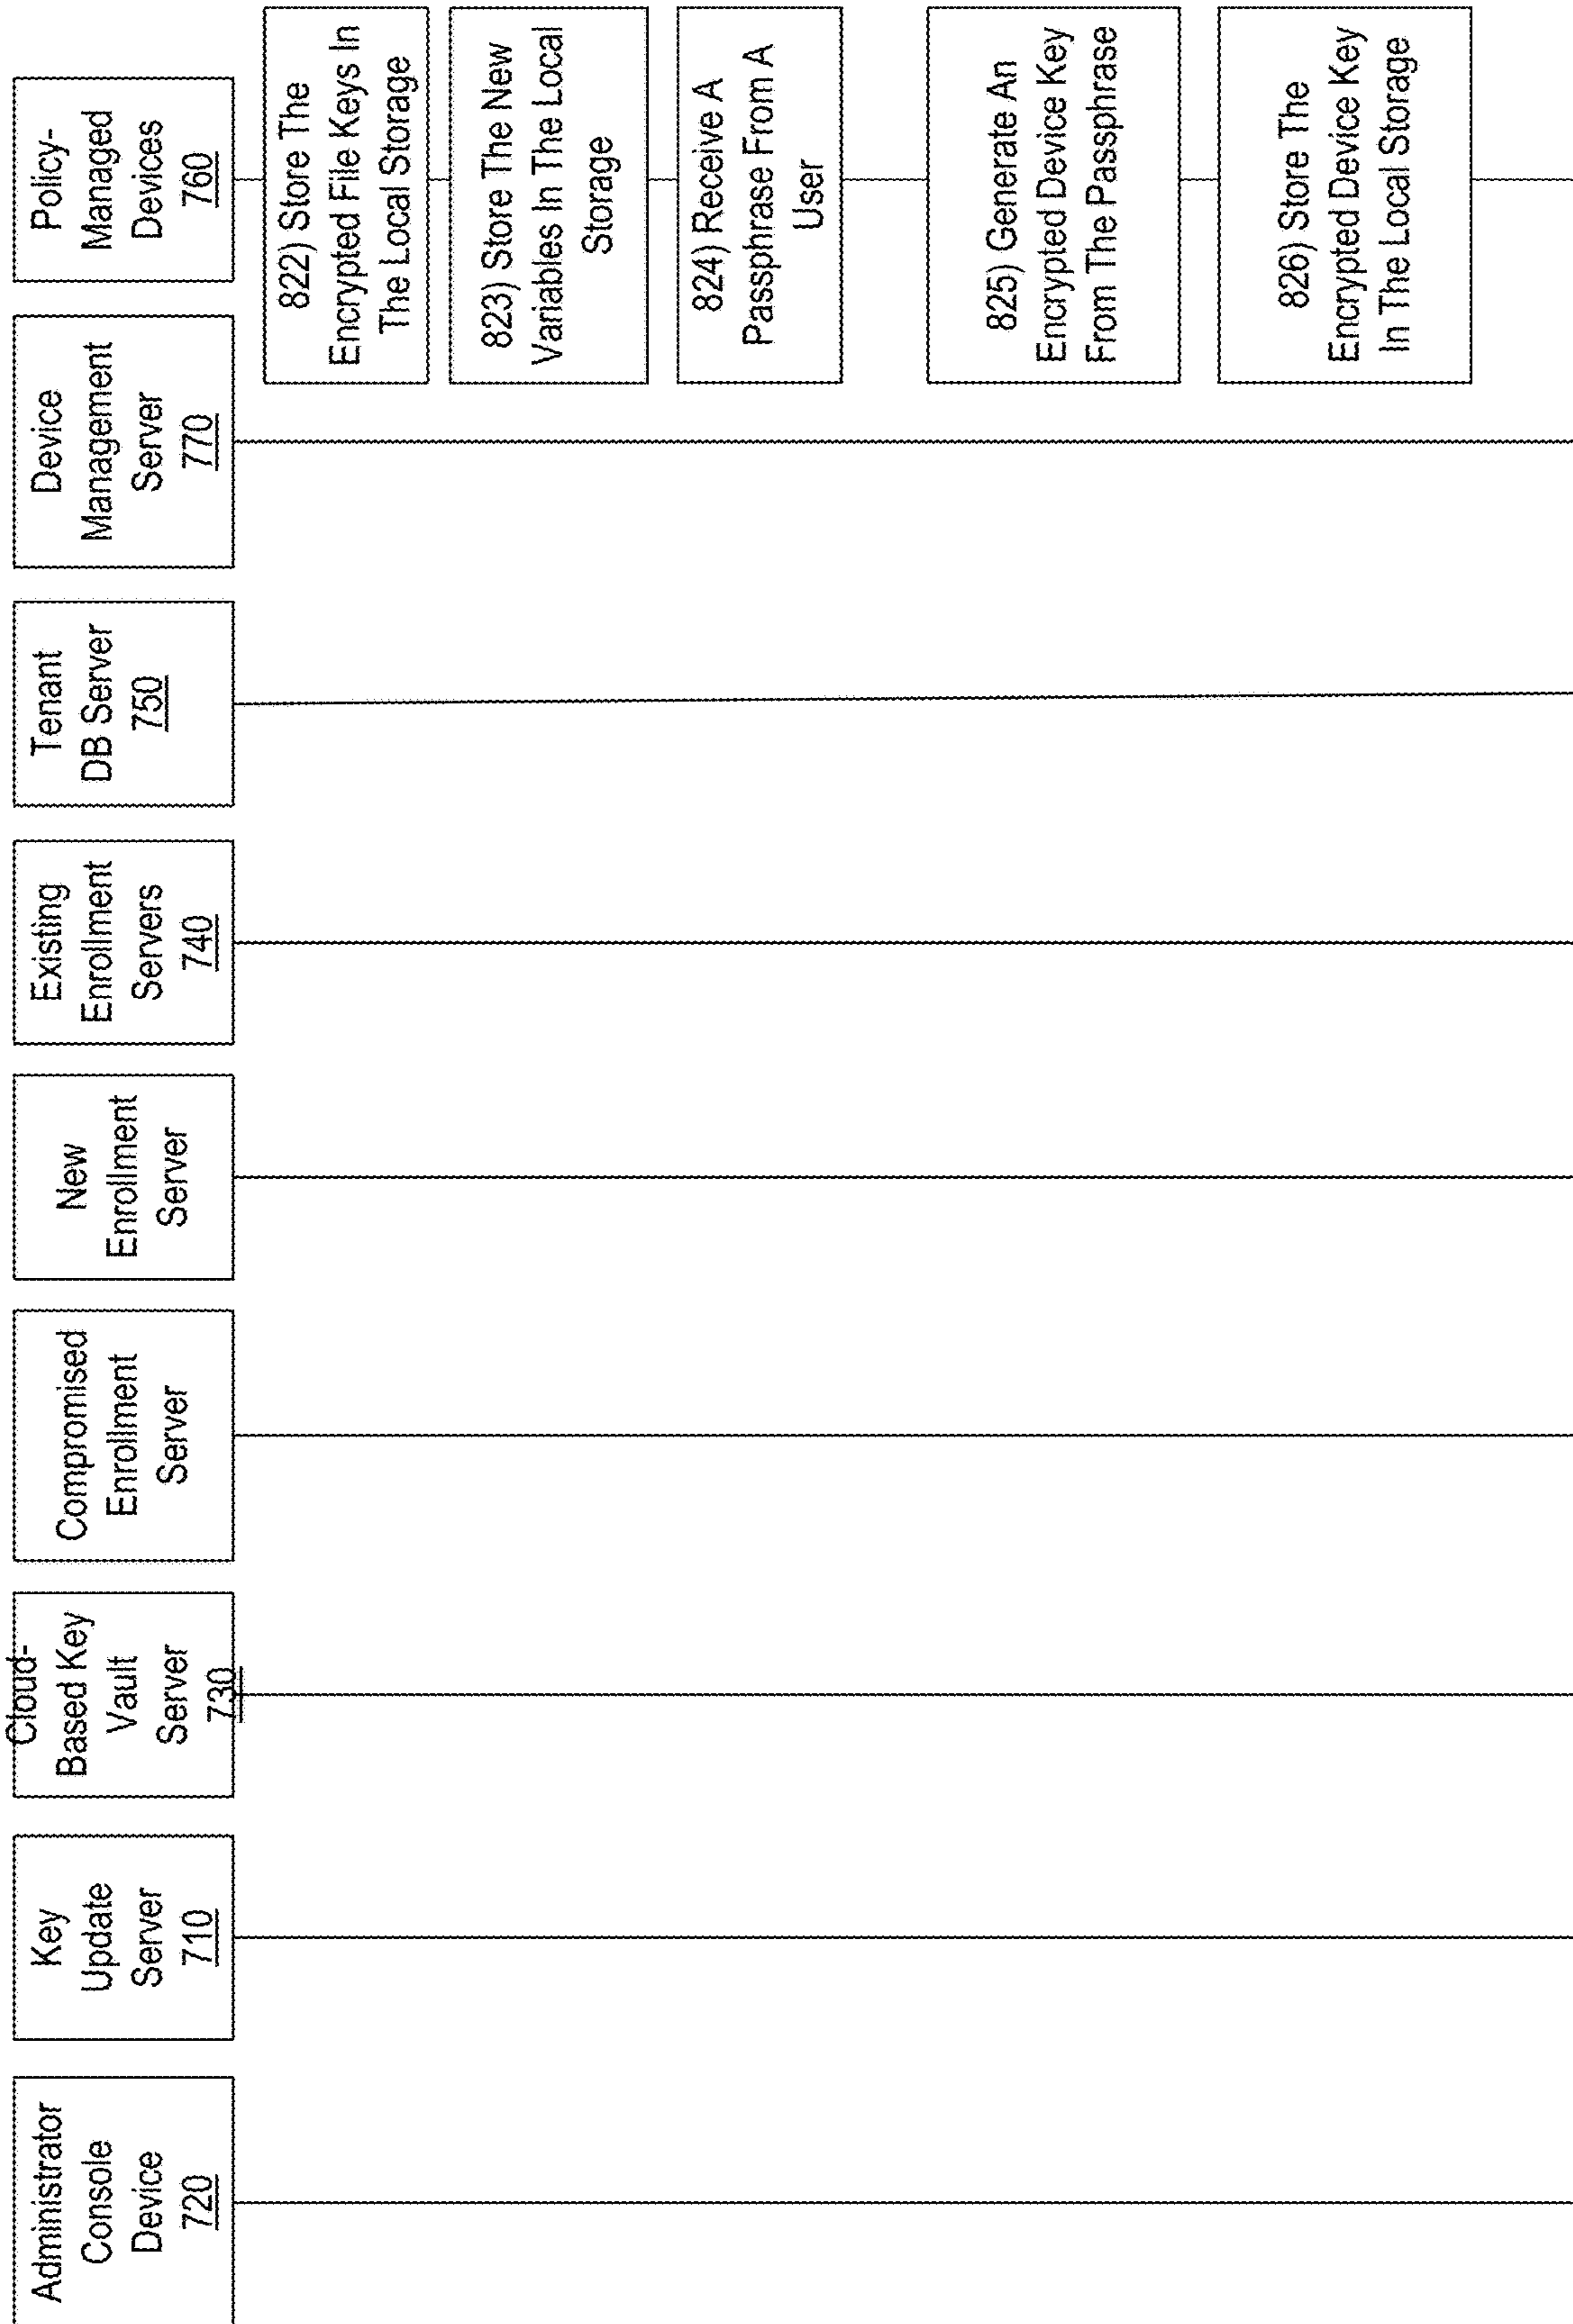 Administrator
Console
Device
720
Key
Update
Server
710
Cloud-
Based Key
Vault
Server
730
Compromised
Enrollment
Server
New
Enrollment
Server
Existing
Enrollment
Servers
740
Tenant
DB Server
750
Device
Management
Server
770
Policy-
Managed
Devices
760
822) Store The
Encrypted File Keys In
The Local Storage
823) Store The New
Variables In The Local
Storage
824) Receive A
Passphrase From A
User
825) Generate An
Encrypted Device Key
From The Passphrase
826) Store The
Encrypted Device Key
In The Local Storage